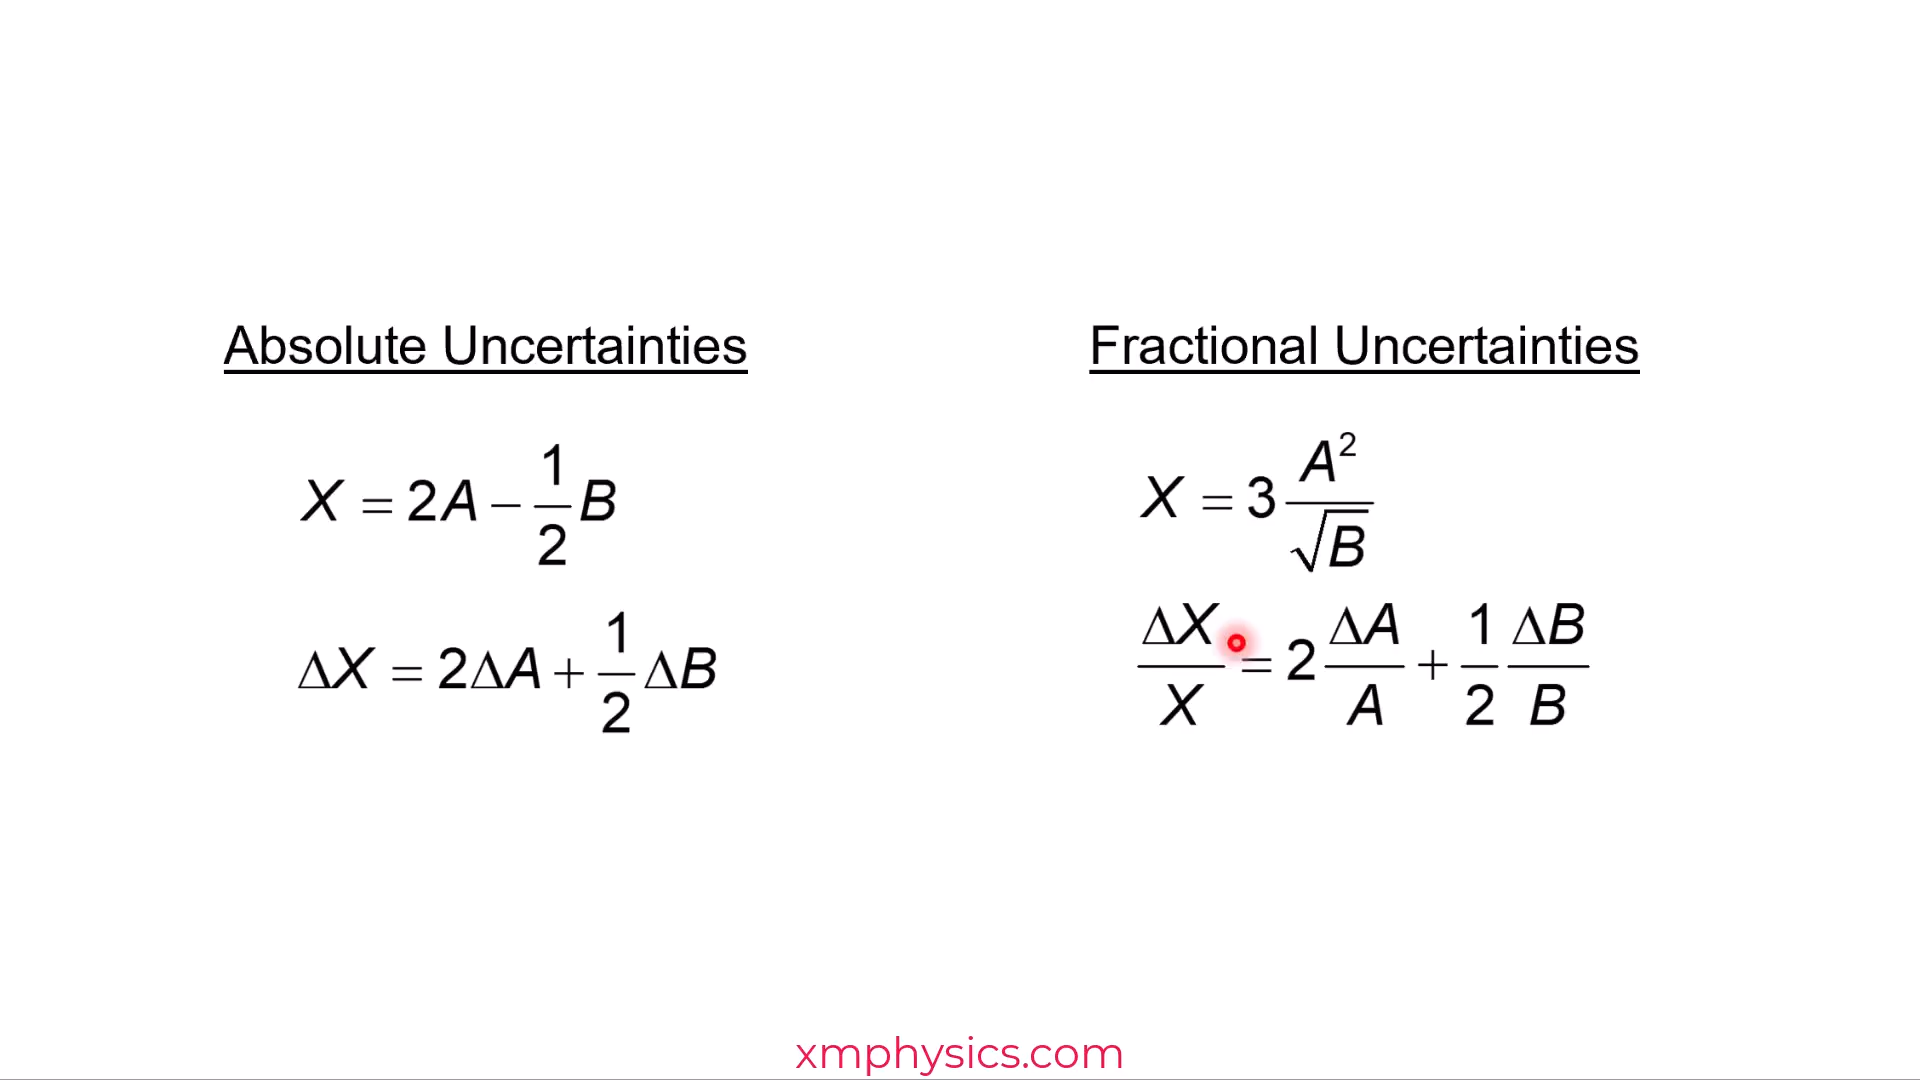 Absolute Uncertainties
X = 2A − 1/2 B
ΔX = 2ΔA + 1/2 ΔB
Fractional Uncertainties
X = 3 A²/√B
ΔX/X = 2 ΔA/A + 1/2 ΔB/B
xmphysics.com